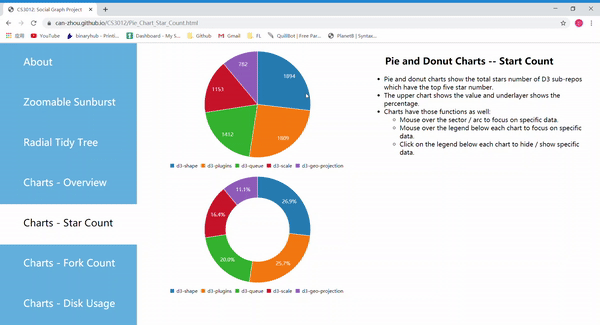 CS3012: Social Graph Project
can-zhou.github.io/CS3012/Pie_Chart_Star_Count.html
应用
YouTube
binaryhub - Printi...
Dashboard - My S...
Github
Gmail
FL
QuillBot | Free Par...
PlanetB | Syntax...
About
Zoomable Sunburst
Radial Tidy Tree
Charts - Overview
Charts - Star Count
Charts - Fork Count
Charts - Disk Usage
782
1894
1153
1412
1809
d3-shape d3-plugins d3-queue d3-scale d3-geo-projection
11.1%
26.9%
16.4%
20.0%
25.7%
d3-shape d3-plugins d3-queue d3-scale d3-geo-projection
Pie and Donut Charts -- Start Count
Pie and donut charts show the total stars number of D3 sub-repos
which have the top five star number.
The upper chart shows the value and underlayer shows the
percentage.
Charts have those functions as well:
Mouse over the sector / arc to focus on specific data.
Mouse over the legend below each chart to focus on specific
data.
Click on the legend below each chart to hide / show specific
data.